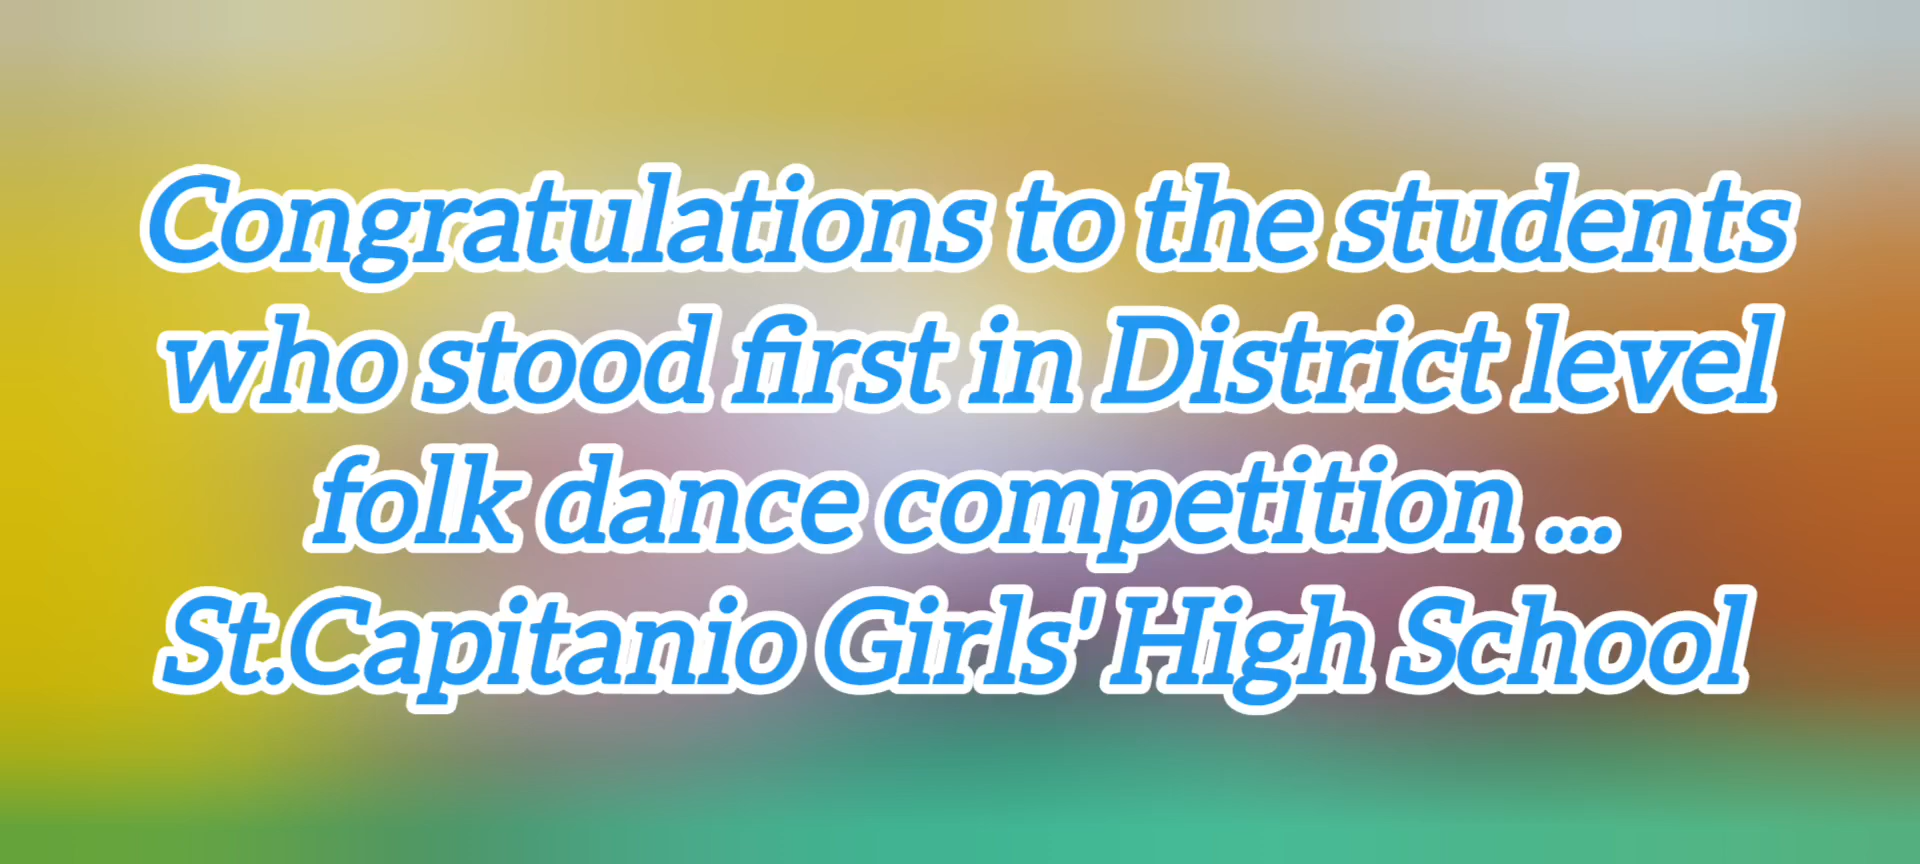 Congratulations to the students
who stood first in District level
folk dance competition ...
St.Capitanio Girls' High School